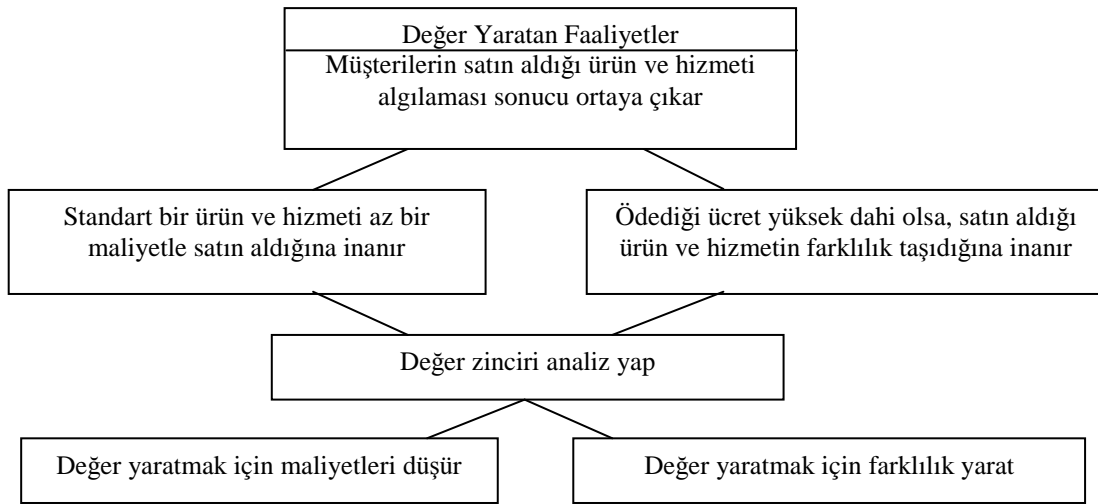 Değer Yaratan Faaliyetler
Müşterilerin satın aldığı ürün ve hizmeti
algılaması sonucu ortaya çıkar
Standart bir ürün ve hizmeti az bir
maliyetle satın aldığına inanır
Ödediği ücret yüksek dahi olsa, satın aldığı
ürün ve hizmetin farklılık taşıdığına inanır
Değer zinciri analiz yap
Değer yaratmak için maliyetleri düşür
Değer yaratmak için farklılık yarat